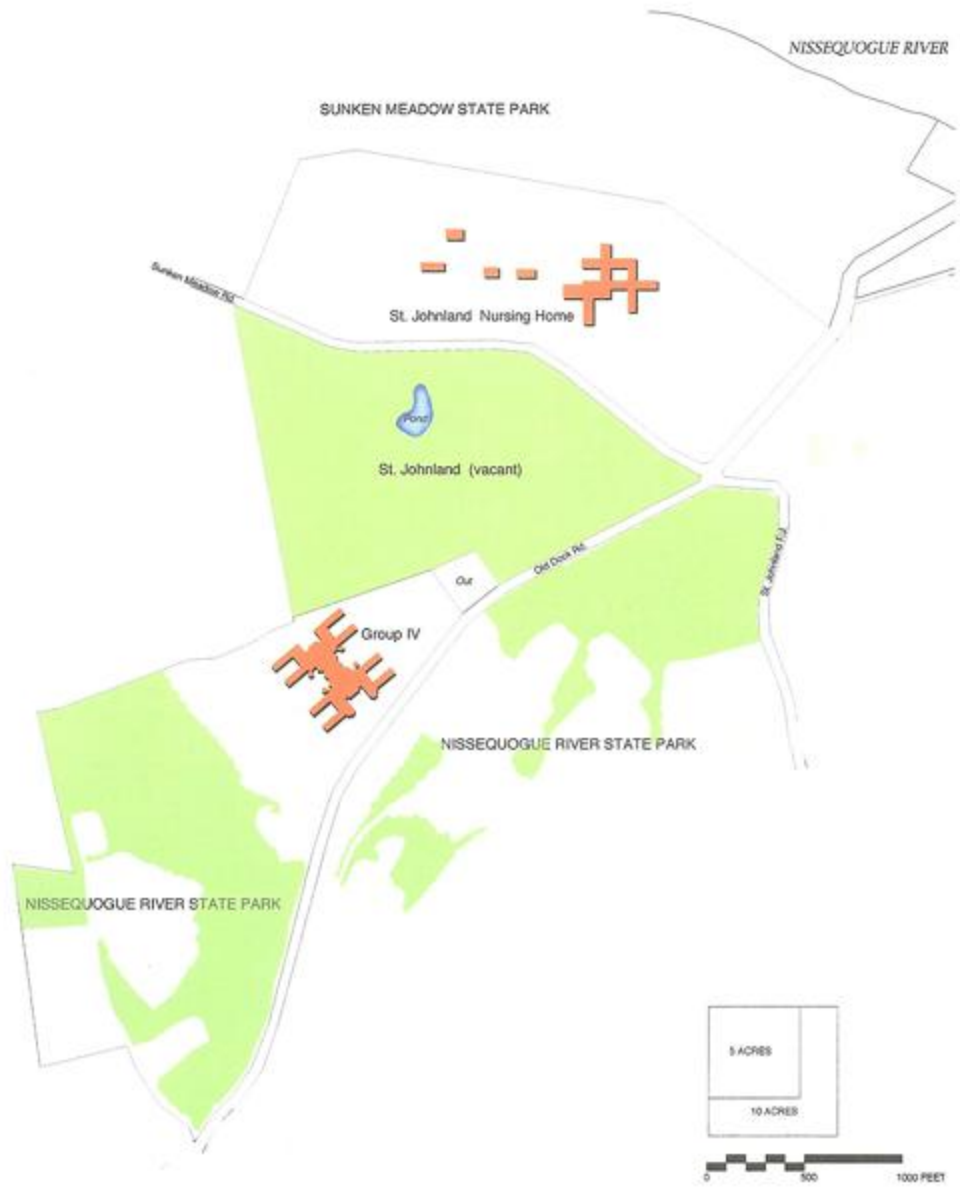 NISSEQUOGUE RIVER
SUNKEN MEADOW STATE PARK
Sunken Meadow Rd.
St. Johnland Nursing Home
Pond
St. Johnland (vacant)
Old Dock Rd.
St. Johnland
Out
Group IV
NISSEQUOGUE RIVER STATE PARK
NISSEQUOGUE RIVER STATE PARK
5 ACRES
10 ACRES
0 500 1000 FEET